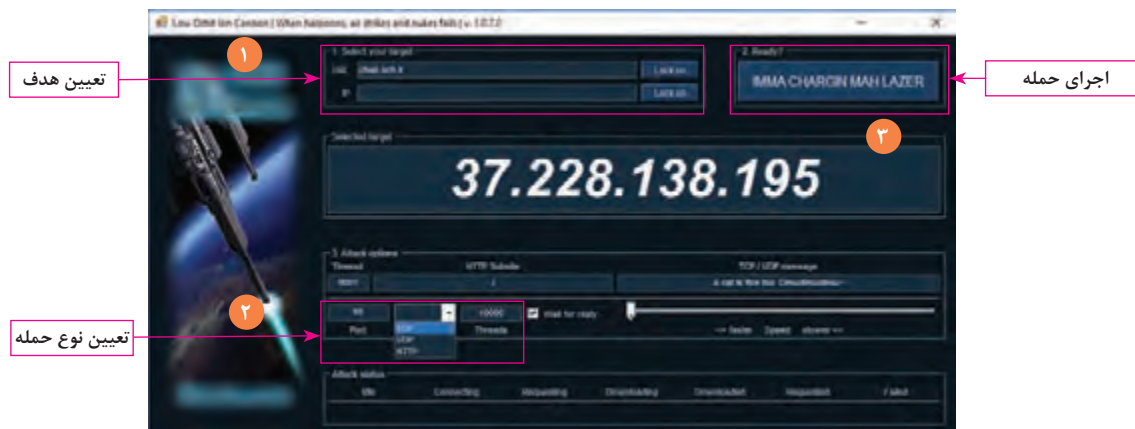 Low Orbit Ion Cannon | When harpoons, air strikes and nukes fails | v. 1.0.7.0
۱
1. Select your target
URL
Lock on
IP
Lock on
2. Ready?
IMMA CHARGIN MAH LAZER
تعیین هدف
اجرای حمله
۳
Selected target
37.228.138.195
3. Attack options
Timeout
HTTP Subsite
TCP / UDP message
9001
/
۲
80
10000
Wait for reply
Port
TCP
UDP
HTTP
Threads
<= faster Speed slower =>
تعیین نوع حمله
Attack status
Idle
Connecting
Requesting
Downloading
Downloaded
Requested
Failed